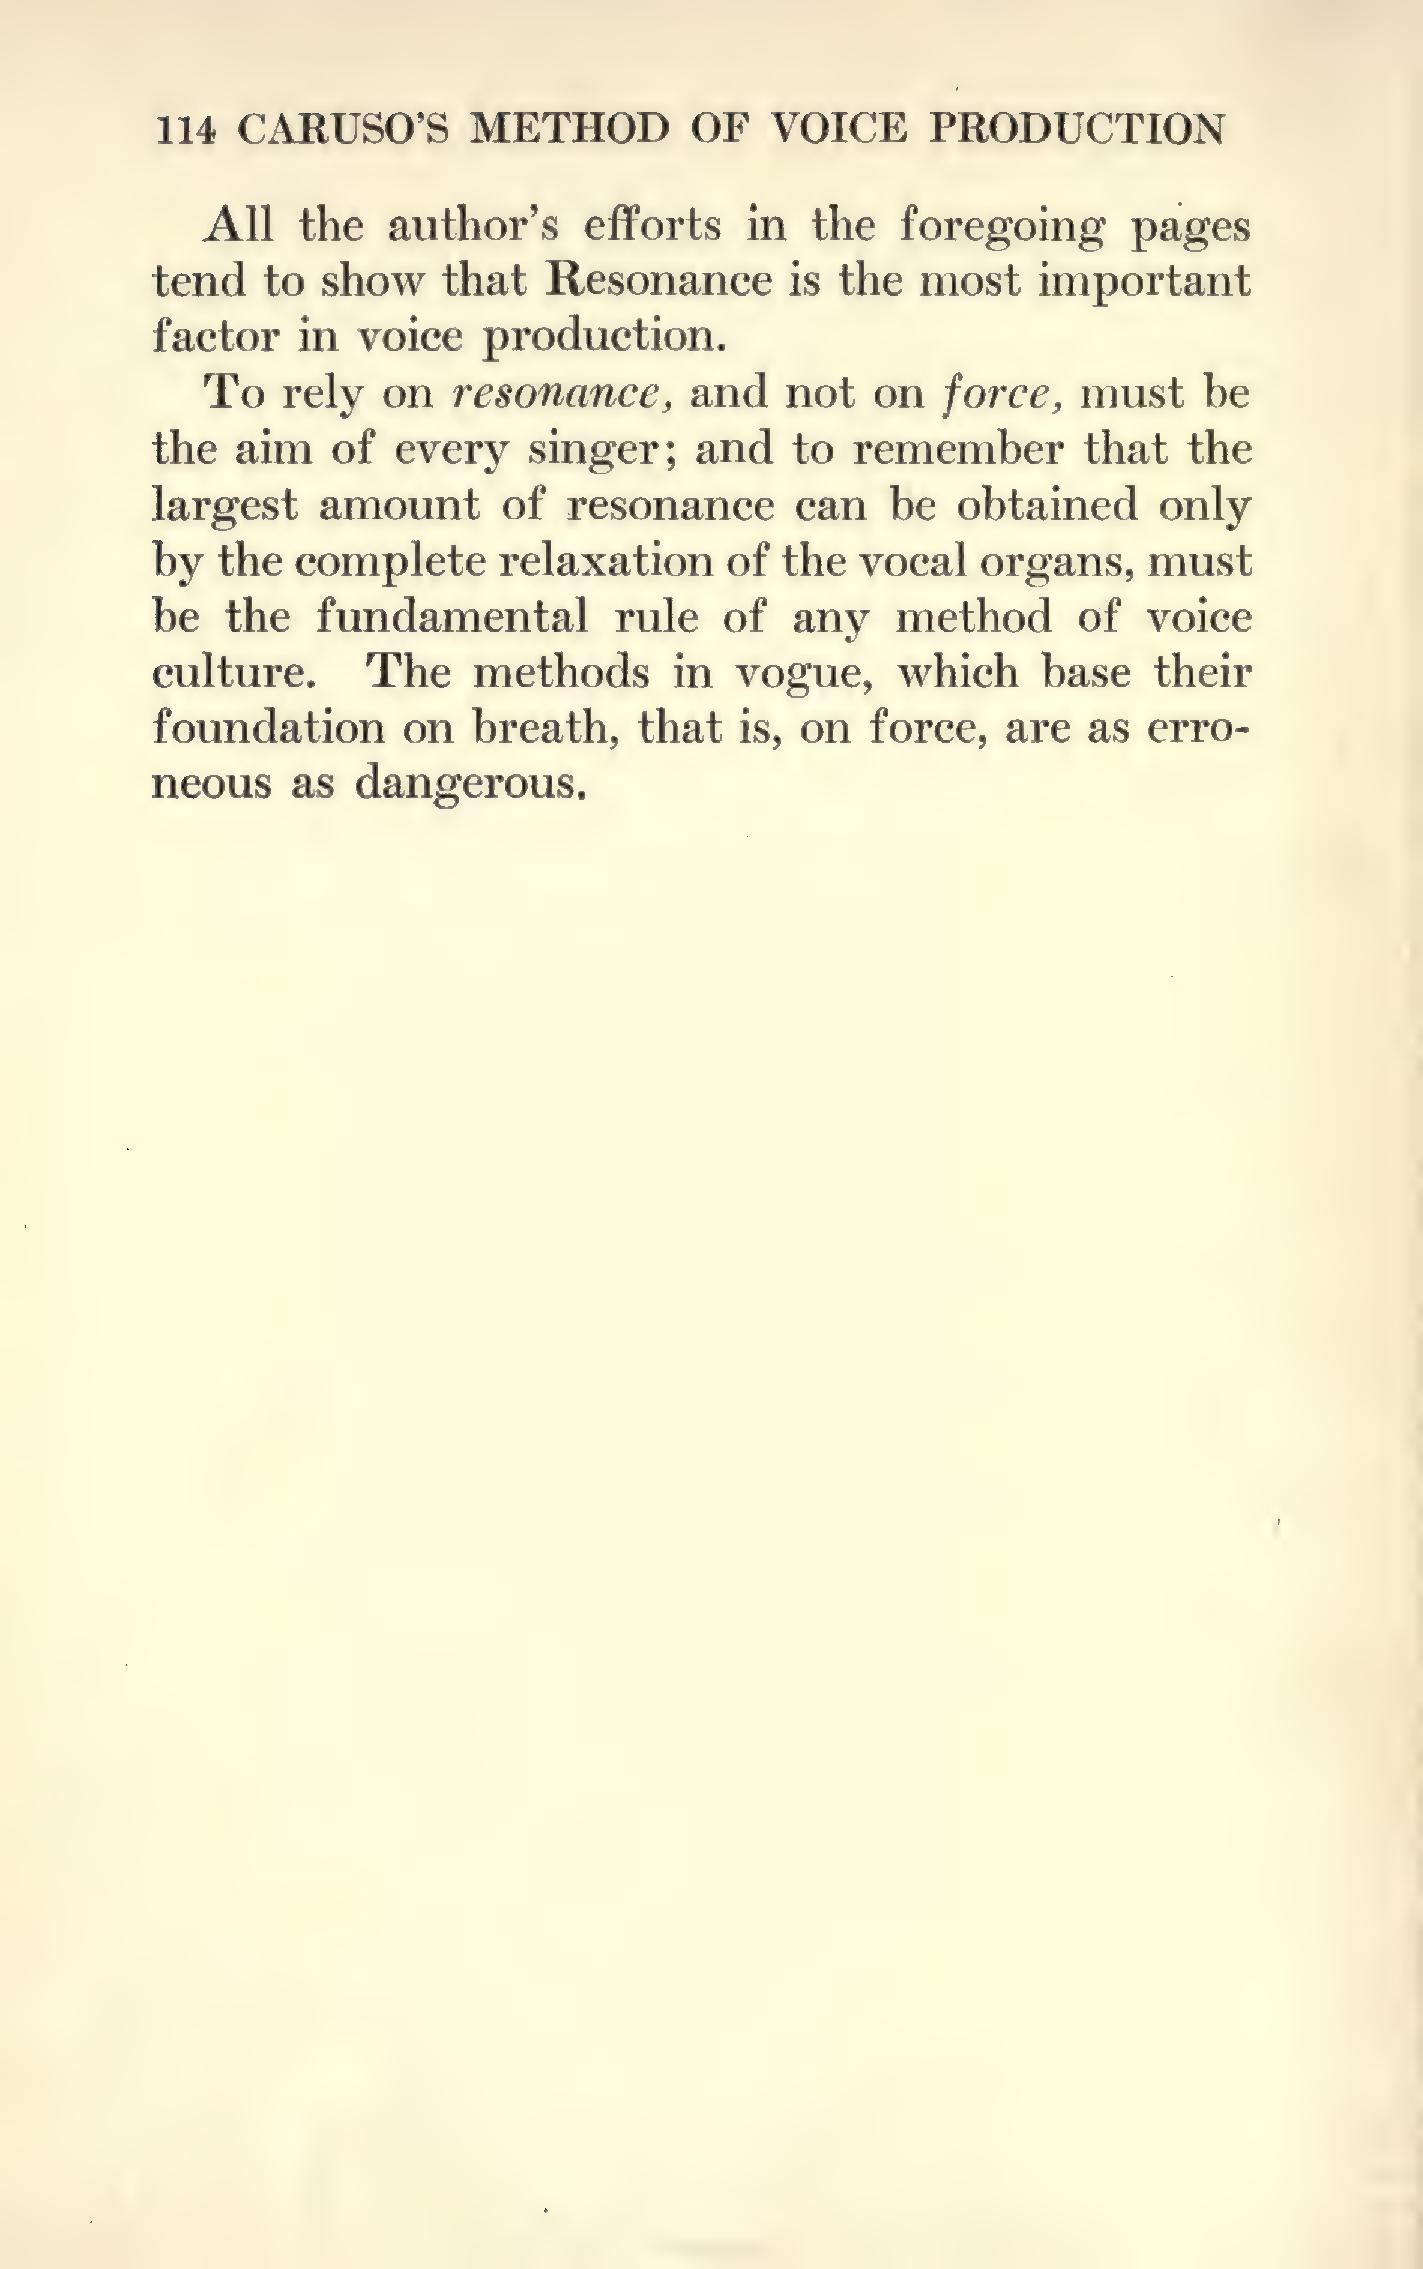 114 CARUSO'S METHOD OF VOICE PRODUCTION
All the author's efforts in the foregoing pages
tend to show that Resonance is the most important
factor in voice production.
To rely on resonance, and not on force, must be
the aim of every singer; and to remember that the
largest amount of resonance can be obtained only
by the complete relaxation of the vocal organs, must
be the fundamental rule of any method of voice
culture. The methods in vogue, which base their
foundation on breath, that is, on force, are as erro-
neous as dangerous.